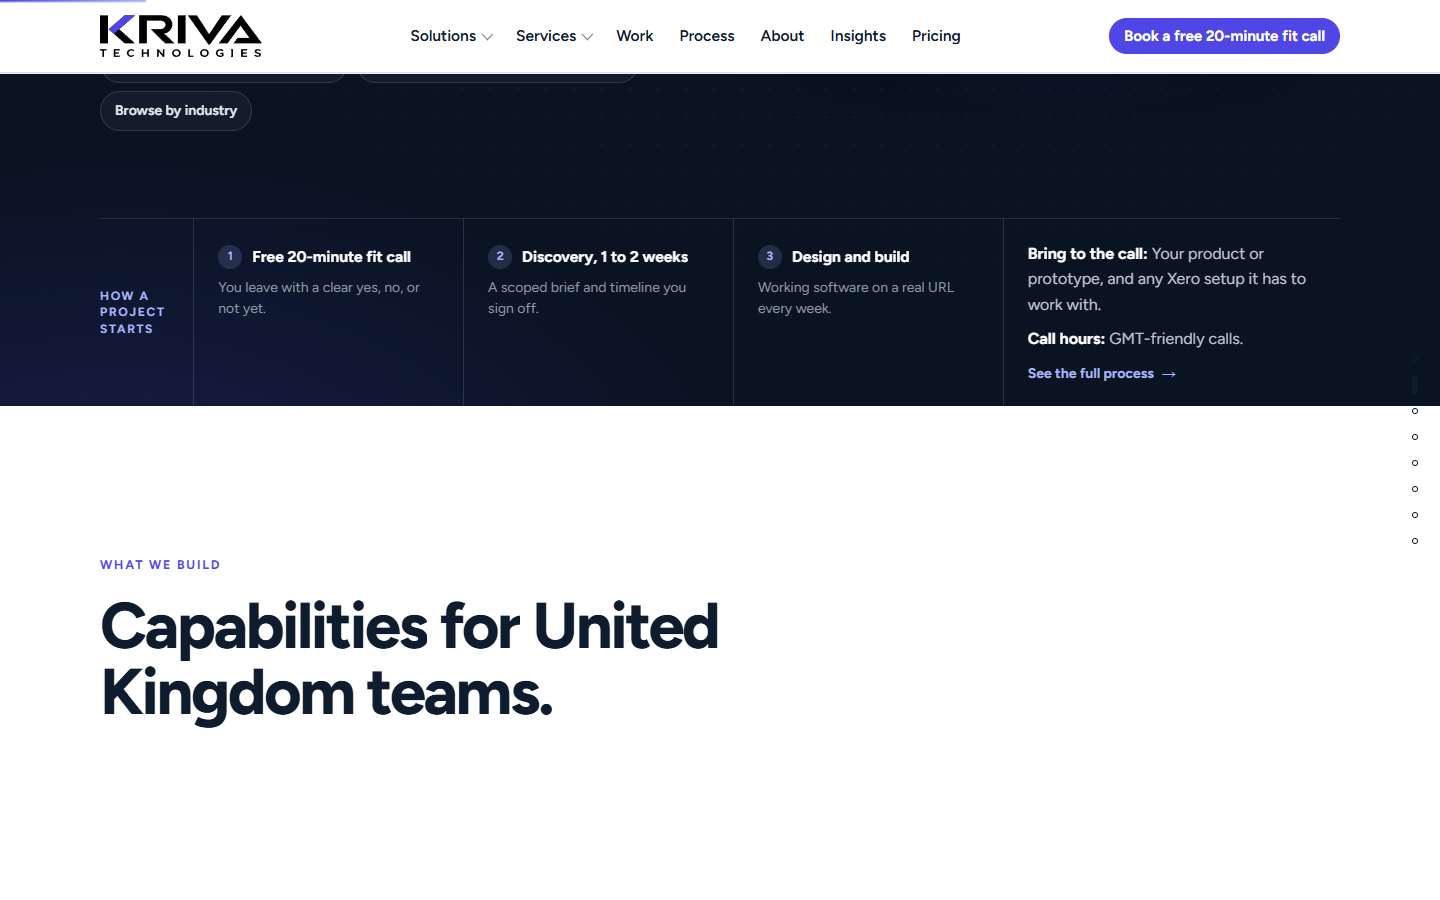 KRIVA
TECHNOLOGIES
Solutions
Services
Work
Process
About
Insights
Pricing
Book a free 20-minute fit call
Browse by industry
HOW A
PROJECT
STARTS
1 Free 20-minute fit call
You leave with a clear yes, no, or
not yet.
2 Discovery, 1 to 2 weeks
A scoped brief and timeline you
sign off.
3 Design and build
Working software on a real URL
every week.
Bring to the call: Your product or
prototype, and any Xero setup it has to
work with.
Call hours: GMT-friendly calls.
See the full process →
WHAT WE BUILD
Capabilities for United
Kingdom teams.